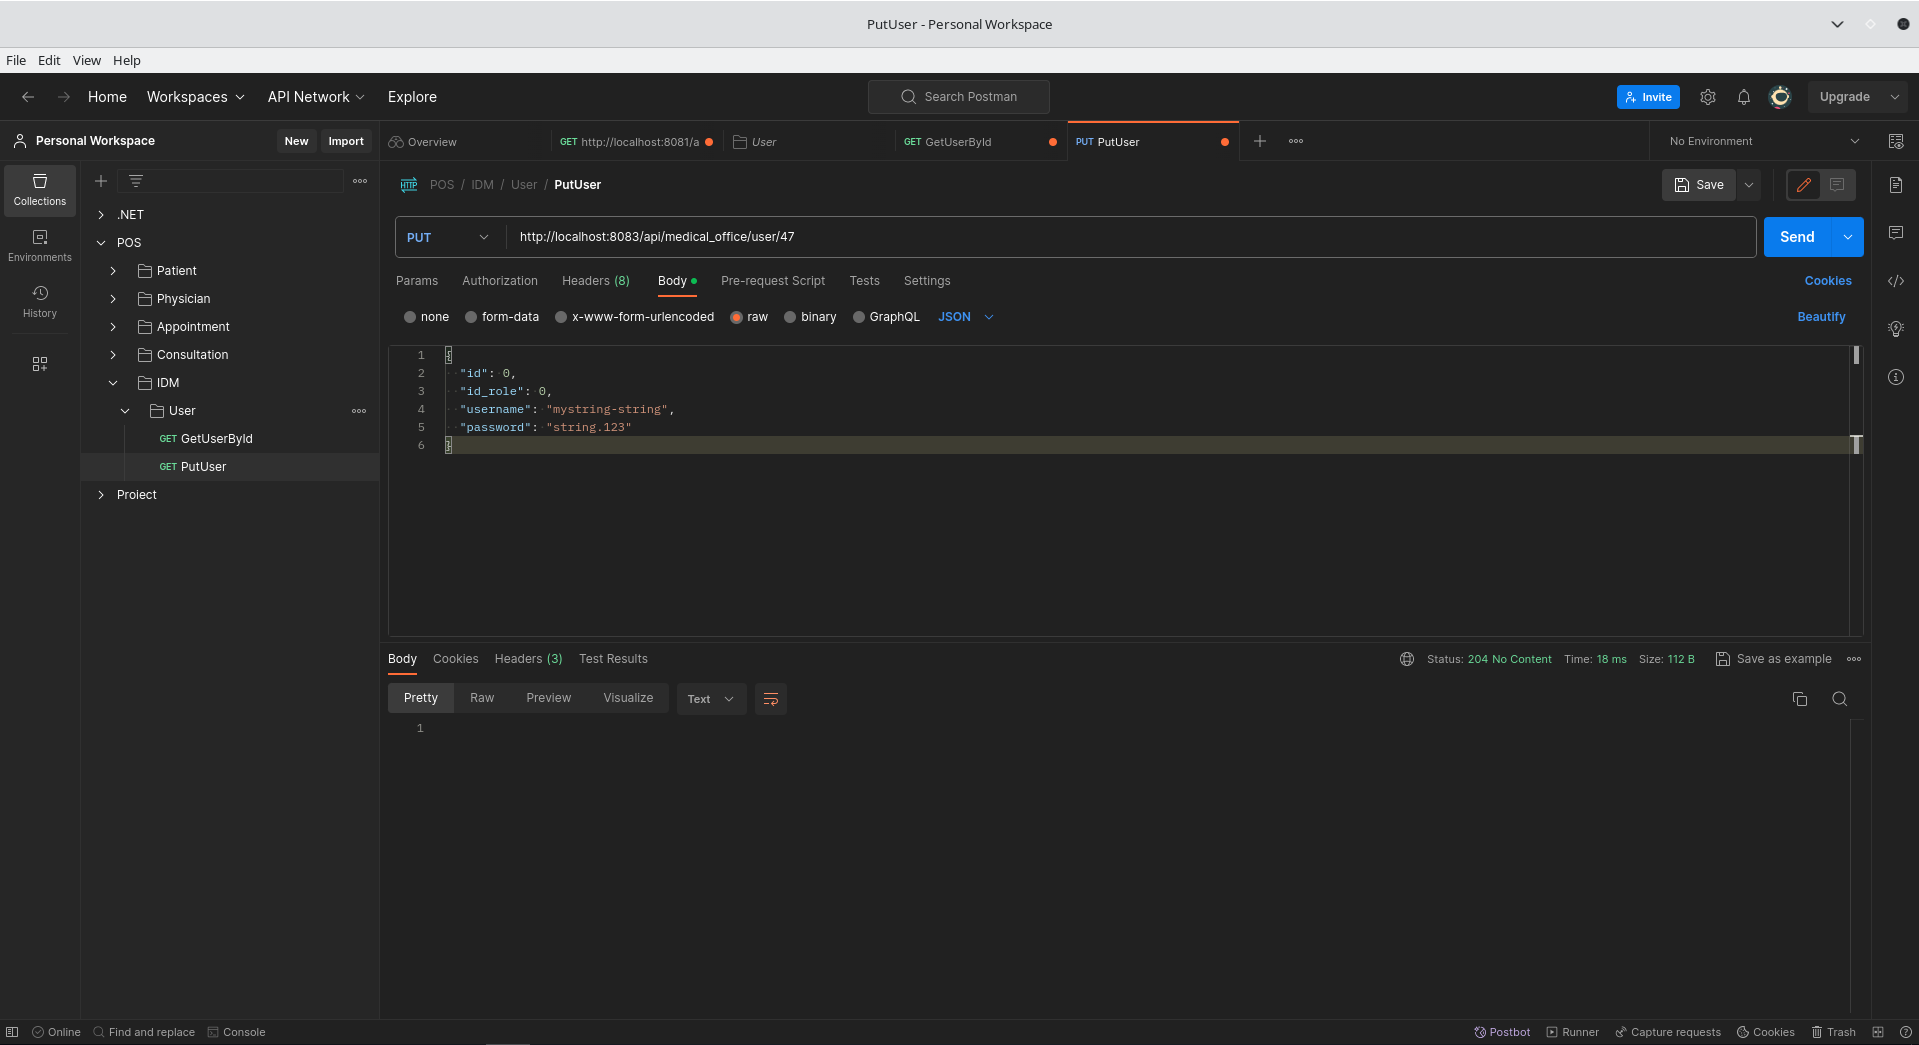 PutUser - Personal Workspace
File Edit View Help
Home Workspaces API Network Explore
Search Postman
Invite
Upgrade
Personal Workspace
New Import
Overview
GET http://localhost:8081/a
User
GET GetUserById
PUT PutUser
No Environment
Collections
Environments
History
.NET
POS
Patient
Physician
Appointment
Consultation
IDM
User
GET GetUserById
GET PutUser
Proiect
HTTP POS / IDM / User / PutUser
Save
PUT http://localhost:8083/api/medical_office/user/47
Send
Params Authorization Headers (8) Body Pre-request Script Tests Settings
Cookies
none form-data x-www-form-urlencoded raw binary GraphQL JSON
Beautify
1 {
2 "id": 0,
3 "id_role": 0,
4 "username": "mystring-string",
5 "password": "string.123"
6 }
Body Cookies Headers (3) Test Results
Status: 204 No Content Time: 18 ms Size: 112 B Save as example
Pretty Raw Preview Visualize Text
1
Online Find and replace Console
Postbot Runner Capture requests Cookies Trash